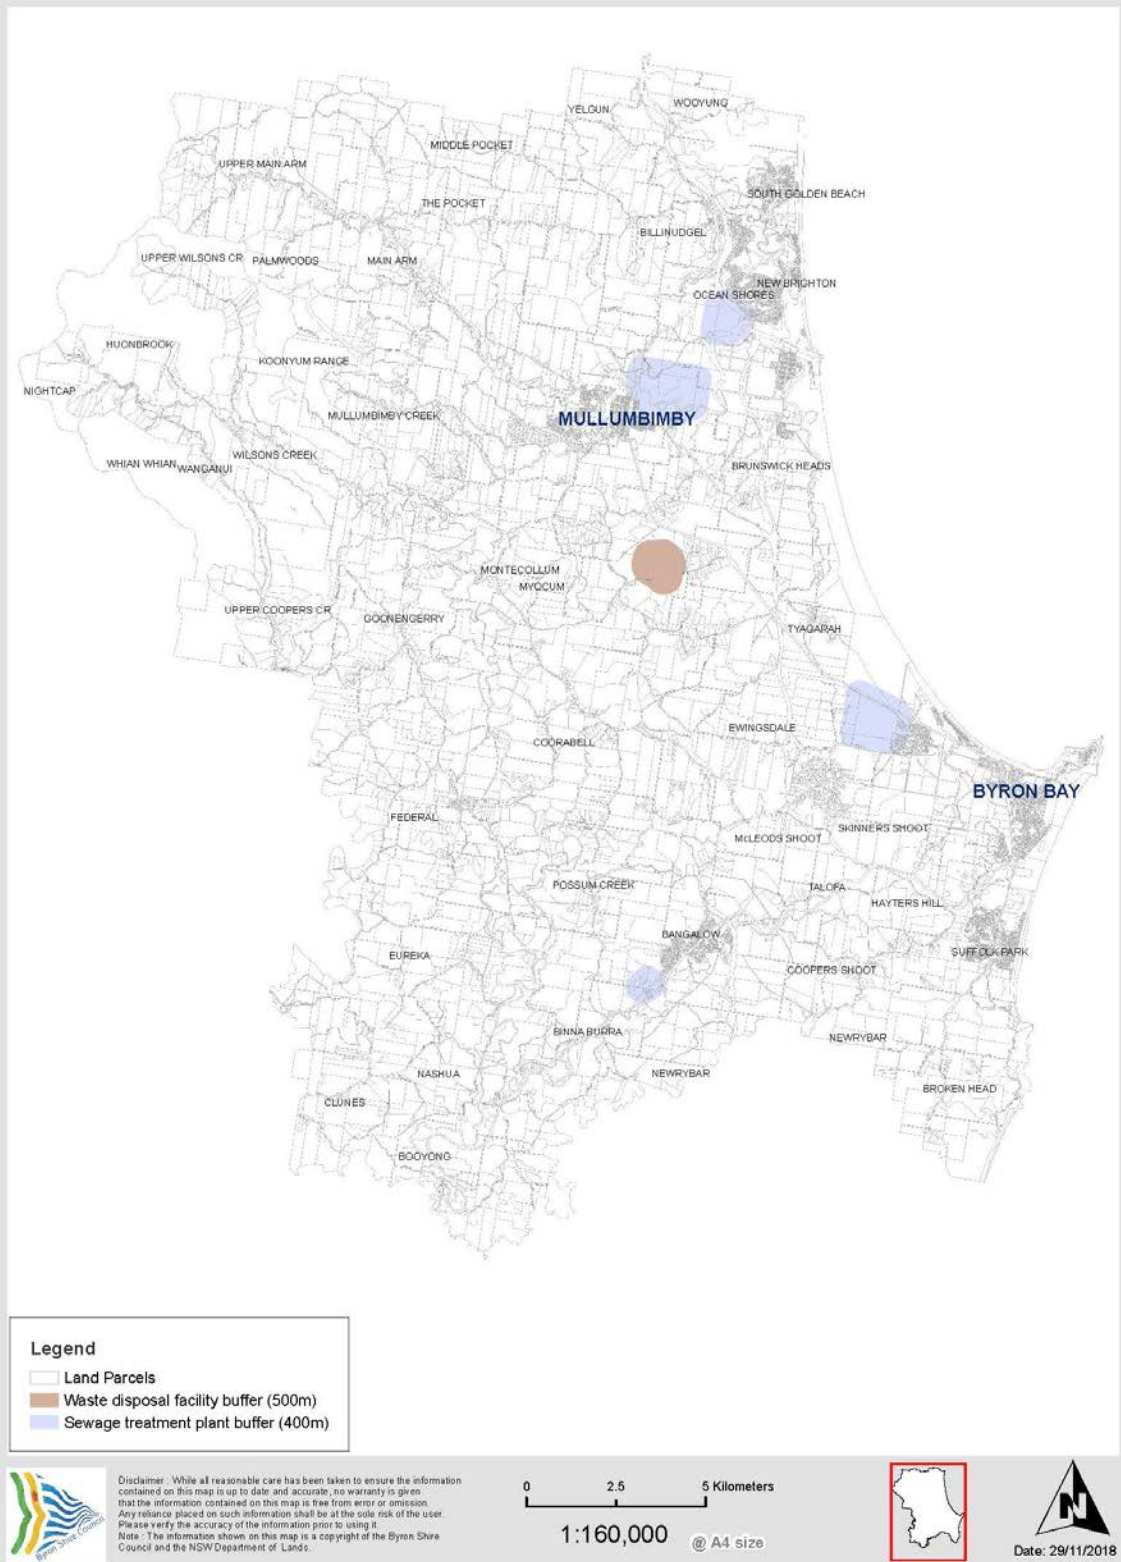 YELGUN
WOOYUNG
MIDDLE POCKET
UPPER MAIN ARM
SOUTH GOLDEN BEACH
THE POCKET
BILLINUDGEL
UPPER WILSONS CR
PALMWOODS
MAIN ARM
NEW BRIGHTON
OCEAN SHORES
HUONBROOK
KOONYUM RANGE
NIGHTCAP
MULLUMBIMBY CREEK
MULLUMBIMBY
WILSONS CREEK
WHIAN WHIAN
WANGANUI
BRUNSWICK HEADS
MONTECOLLUM
MYOCUM
UPPER COOPERS CR
GOONENGERRY
TYAGARAH
EWINGSDALE
COORABELL
BYRON BAY
FEDERAL
SKINNERS SHOOT
McLEODS SHOOT
POSSUM CREEK
TALOFA
HAYTERS HILL
BANGALOW
EUREKA
SUFFOLK PARK
COOPERS SHOOT
BINNA BURRA
NEWRYBAR
NASHUA
NEWRYBAR
BROKEN HEAD
CLUNES
BOOYONG
Legend
Land Parcels
Waste disposal facility buffer (500m)
Sewage treatment plant buffer (400m)
Byron Shire Council
Disclaimer : While all reasonable care has been taken to ensure the information
contained on this map is up to date and accurate, no warranty is given
that the information contained on this map is free from error or omission.
Any reliance placed on such information shall be at the sole risk of the user.
Please verify the accuracy of the information prior to using it.
Note : The information shown on this map is a copyright of the Byron Shire
Council and the NSW Department of Lands.
0 2.5 5 Kilometers
1:160,000 @ A4 size
N
Date: 29/11/2018